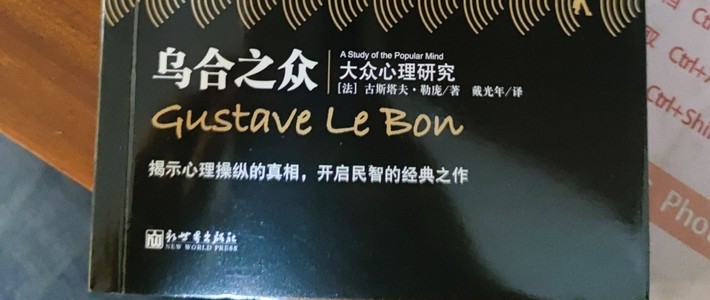 乌合之众
A Study of the Popular Mind
大众心理研究
[法] 古斯塔夫·勒庞/著 戴光年/译
Gustave Le Bon
揭示心理操纵的真相，开启民智的经典之作
新世界出版社
NEW WORLD PRESS
Ctrl+Shi
Phot